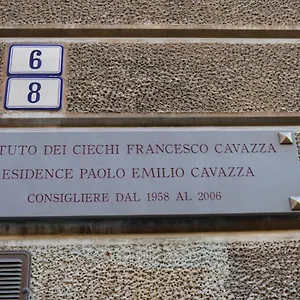 6
8
TUTO DEI CIECHI FRANCESCO CAVAZZA
ESIDENCE PAOLO EMILIO CAVAZZA
CONSIGLIERE DAL 1958 AL 2006